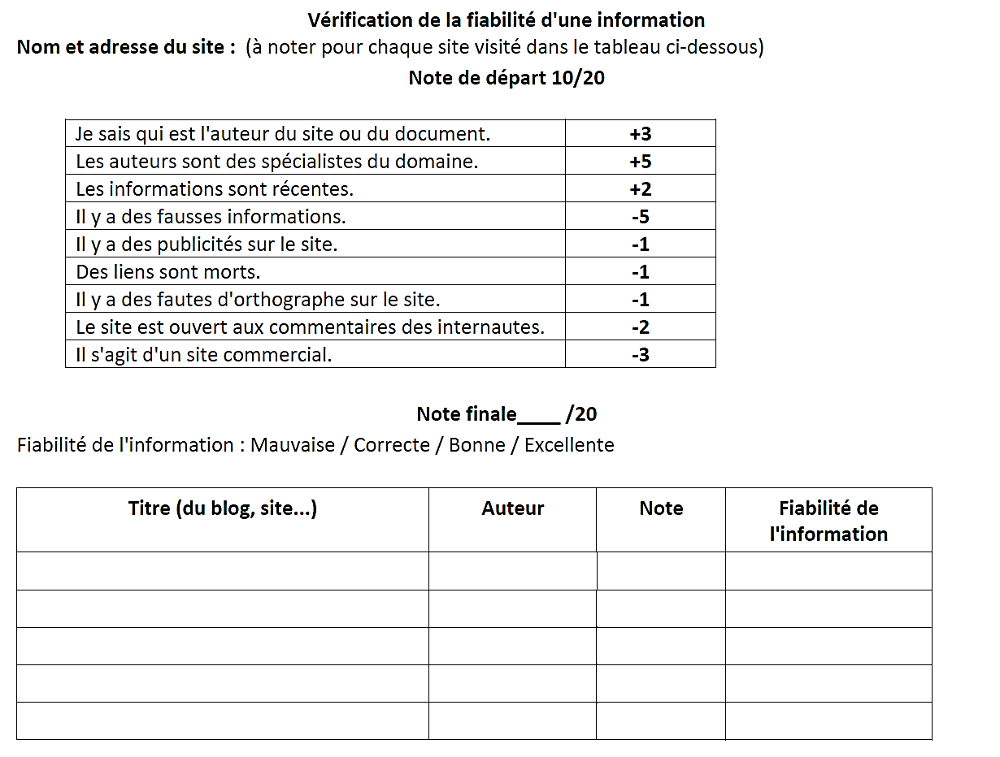 Vérification de la fiabilité d'une information
Nom et adresse du site : (à noter pour chaque site visité dans le tableau ci-dessous)
Note de départ 10/20
Je sais qui est l'auteur du site ou du document. +3
Les auteurs sont des spécialistes du domaine. +5
Les informations sont récentes. +2
Il y a des fausses informations. -5
Il y a des publicités sur le site. -1
Des liens sont morts. -1
Il y a des fautes d'orthographe sur le site. -1
Le site est ouvert aux commentaires des internautes. -2
Il s'agit d'un site commercial. -3
Note finale____ /20
Fiabilité de l'information : Mauvaise / Correcte / Bonne / Excellente
Titre (du blog, site...) Auteur Note Fiabilité de
l'information